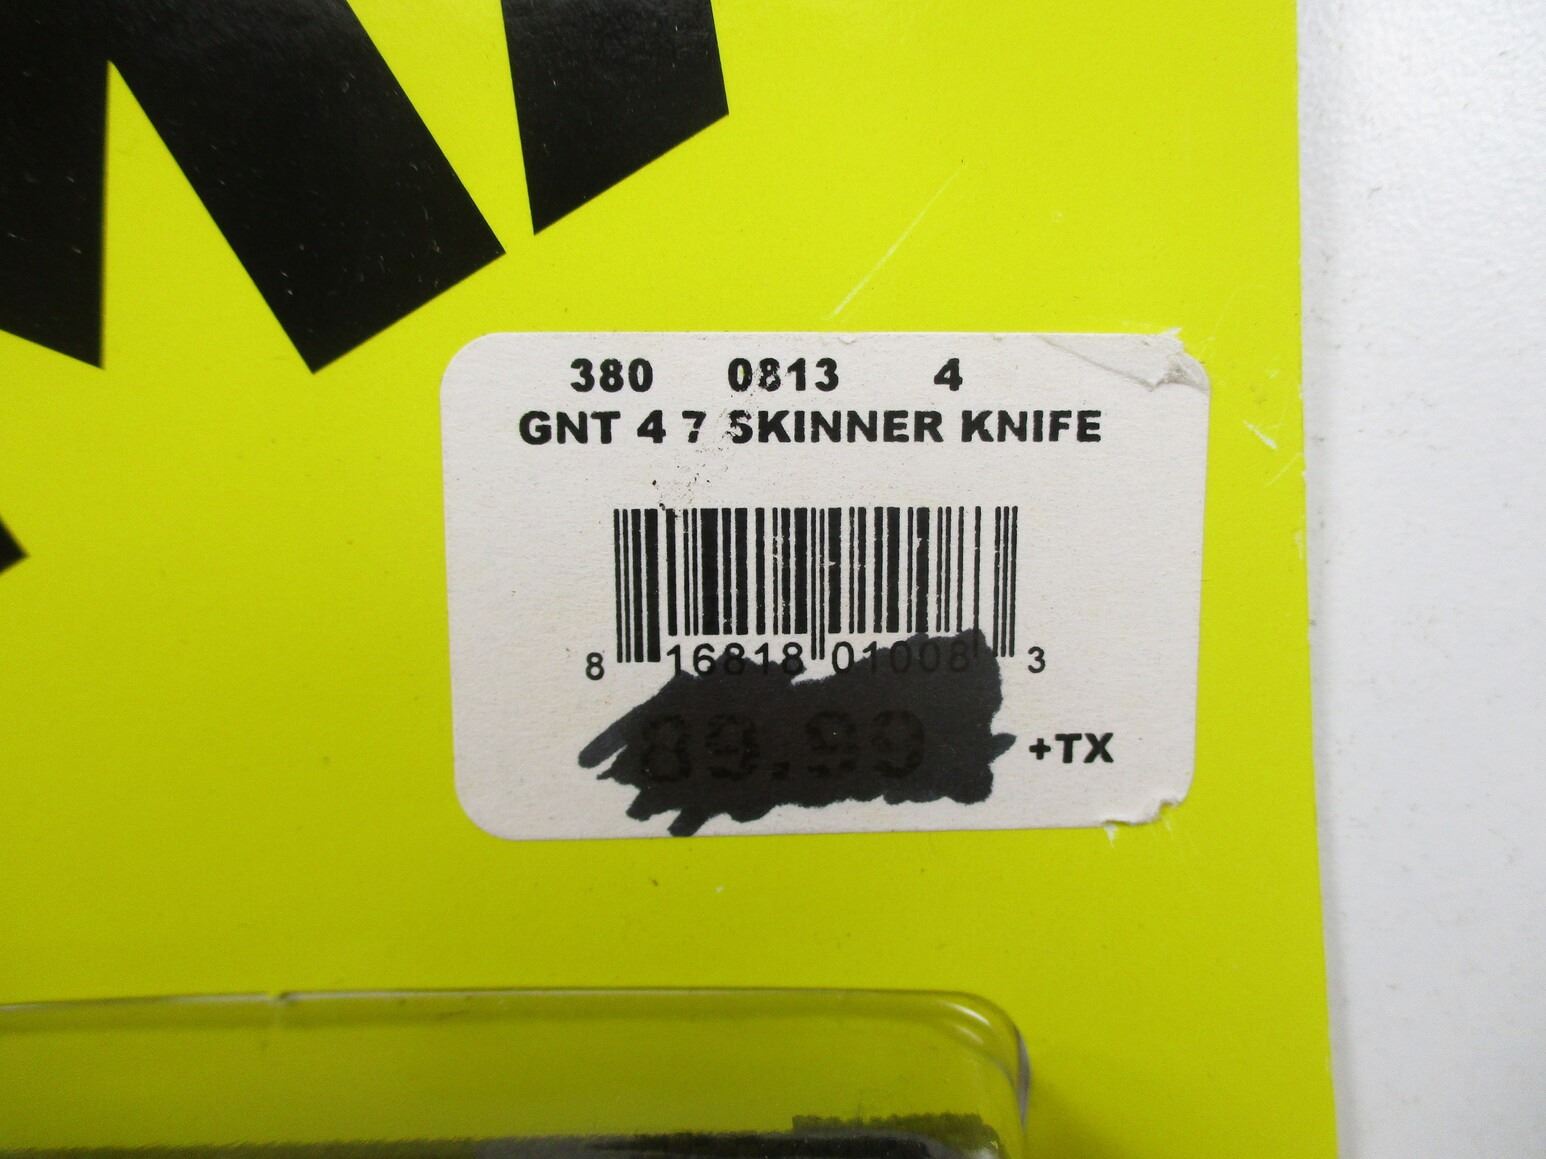 380 0813 4
GNT 4 7 SKINNER KNIFE
8 16818 01008 3
89.99 +TX